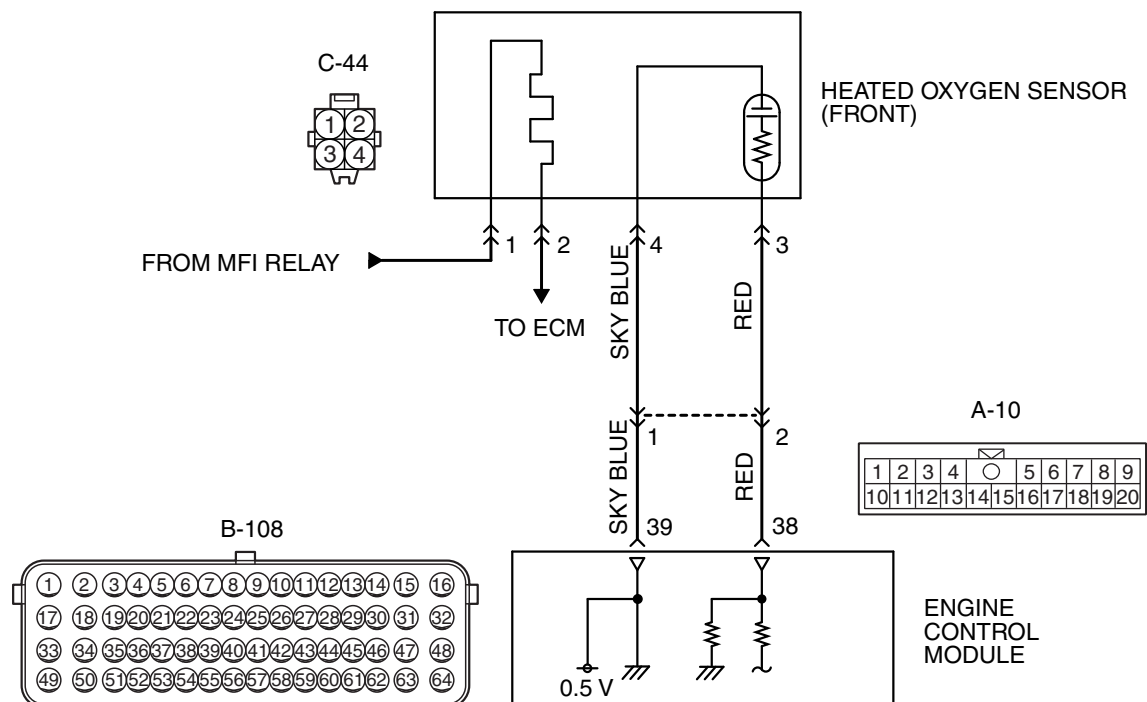 C-44
1 2
3 4
HEATED OXYGEN SENSOR
(FRONT)
1 2 4 3
FROM MFI RELAY
TO ECM
SKY BLUE
RED
1 2
SKY BLUE
RED
39 38
A-10
1 2 3 4 5 6 7 8 9
10 11 12 13 14 15 16 17 18 19 20
B-108
1 2 3 4 5 6 7 8 9 10 11 12 13 14 15 16
17 18 19 20 21 22 23 24 25 26 27 28 29 30 31 32
33 34 35 36 37 38 39 40 41 42 43 44 45 46 47 48
49 50 51 52 53 54 55 56 57 58 59 60 61 62 63 64
0.5 V
ENGINE
CONTROL
MODULE